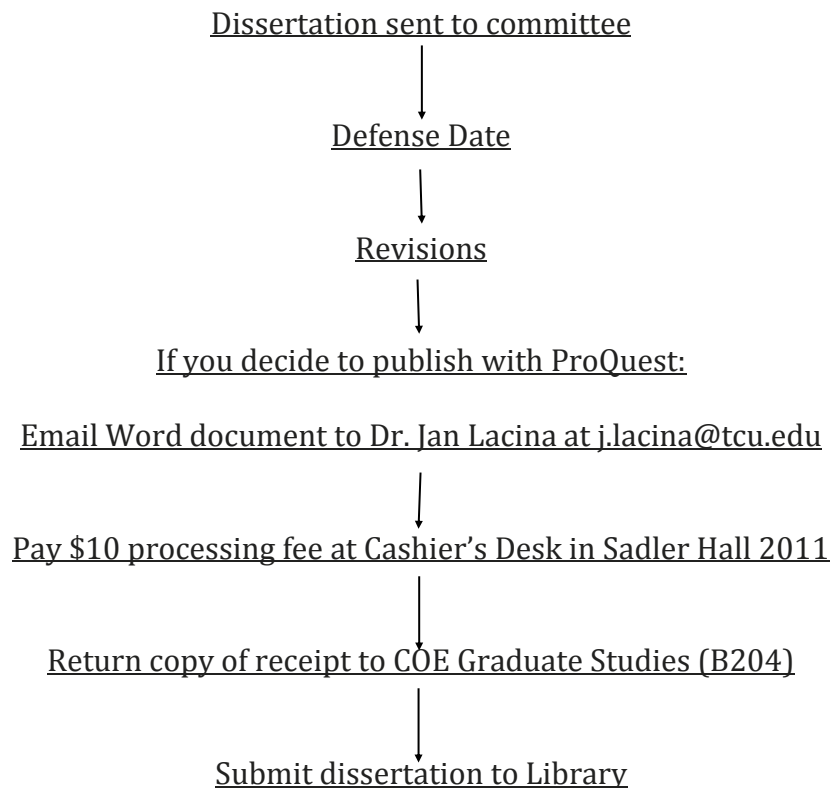 Dissertation sent to committee
Defense Date
Revisions
If you decide to publish with ProQuest:
Email Word document to Dr. Jan Lacina at j.lacina@tcu.edu
Pay $10 processing fee at Cashier’s Desk in Sadler Hall 2011
Return copy of receipt to COE Graduate Studies (B204)
Submit dissertation to Library